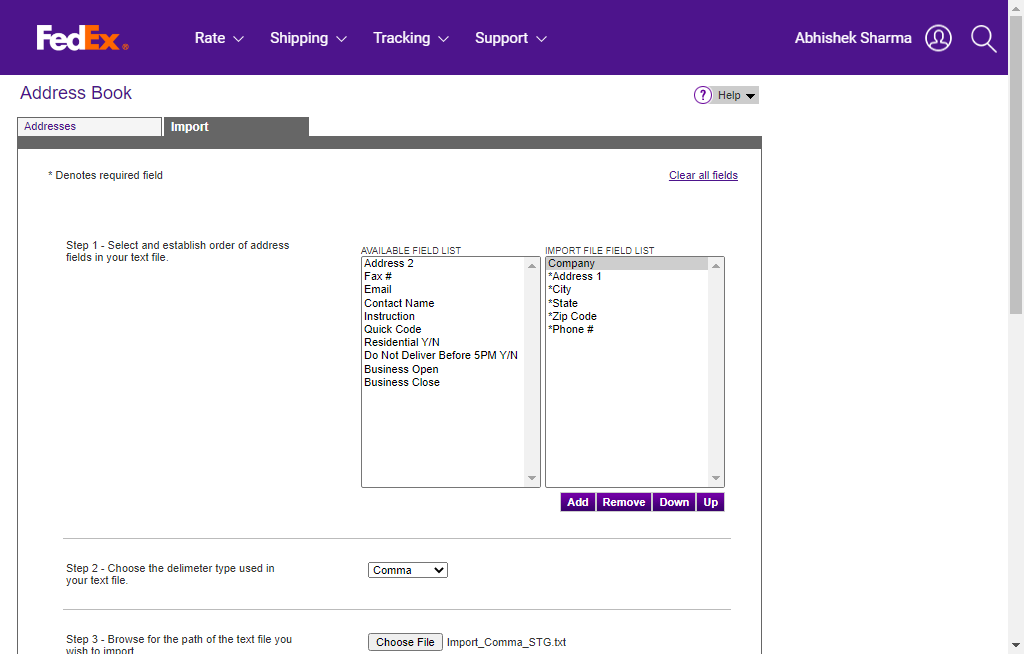 FedEx®
Rate
Shipping
Tracking
Support
Abhishek Sharma
Address Book
? Help
Addresses
Import
* Denotes required field
Clear all fields
Step 1 - Select and establish order of address
fields in your text file.
AVAILABLE FIELD LIST
Address 2
Fax #
Email
Contact Name
Instruction
Quick Code
Residential Y/N
Do Not Deliver Before 5PM Y/N
Business Open
Business Close
IMPORT FILE FIELD LIST
Company
*Address 1
*City
*State
*Zip Code
*Phone #
Add
Remove
Down
Up
Step 2 - Choose the delimeter type used in
your text file.
Comma
Step 3 - Browse for the path of the text file you
wish to import
Choose File
Import_Comma_STG.txt